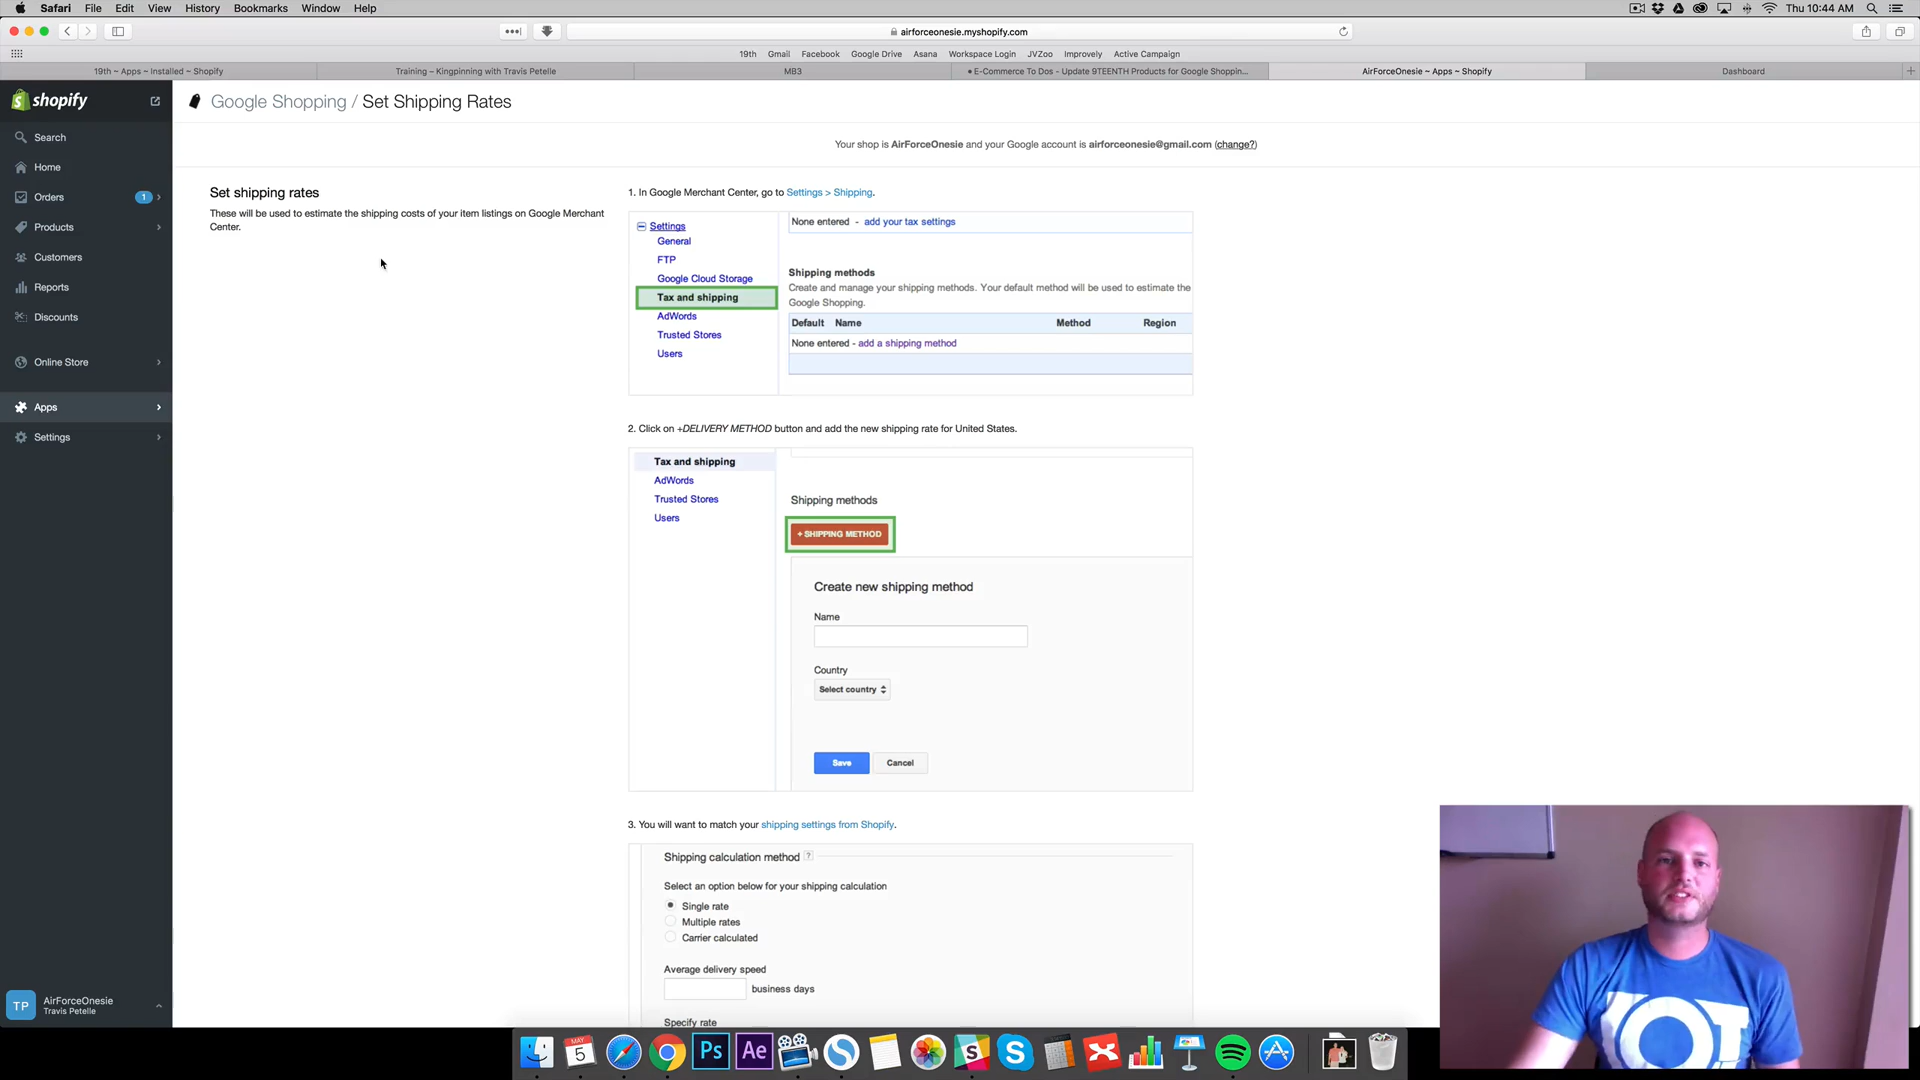 Safari File Edit View History Bookmarks Window Help Thu 10:44 AM
airforceonesie.myshopify.com
19th Gmail Facebook Google Drive Asana Workspace Login JVZoo Improvely Active Campaign
19th ~ Apps ~ Installed ~ Shopify Training – Kingpinning with Travis Petelle MB3 E-Commerce To Dos - Update 9TEENTH Products for Google Shoppin... AirForceOnesie ~ Apps ~ Shopify Dashboard
shopify
Google Shopping / Set Shipping Rates
Search
Home
Orders 1
Products
Customers
Reports
Discounts
Online Store
Apps
Settings
TP
AirForceOnesie
Travis Petelle
Your shop is AirForceOnesie and your Google account is airforceonesie@gmail.com (change?)
Set shipping rates
These will be used to estimate the shipping costs of your item listings on Google Merchant
Center.
1. In Google Merchant Center, go to Settings > Shipping.
Settings
General
FTP
Google Cloud Storage
Tax and shipping
AdWords
Trusted Stores
Users
None entered - add your tax settings
Shipping methods
Create and manage your shipping methods. Your default method will be used to estimate the
Google Shopping.
Default Name Method Region
None entered - add a shipping method
2. Click on +DELIVERY METHOD button and add the new shipping rate for United States.
Tax and shipping
AdWords
Trusted Stores
Users
Shipping methods
+ SHIPPING METHOD
Create new shipping method
Name
Country
Select country
Save Cancel
3. You will want to match your shipping settings from Shopify.
Shipping calculation method ?
Select an option below for your shipping calculation
Single rate
Multiple rates
Carrier calculated
Average delivery speed
business days
Specify rate
MAY
5
Ps
Ae